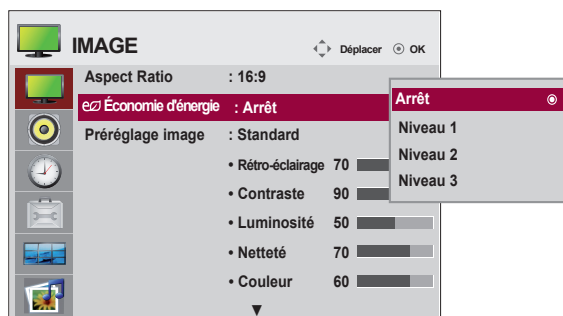 IMAGE
Déplacer OK
Aspect Ratio : 16:9
Économie d'énergie : Arrêt
Préréglage image : Standard
• Rétro-éclairage 70
• Contraste 90
• Luminosité 50
• Netteté 70
• Couleur 60
▼
Arrêt
Niveau 1
Niveau 2
Niveau 3